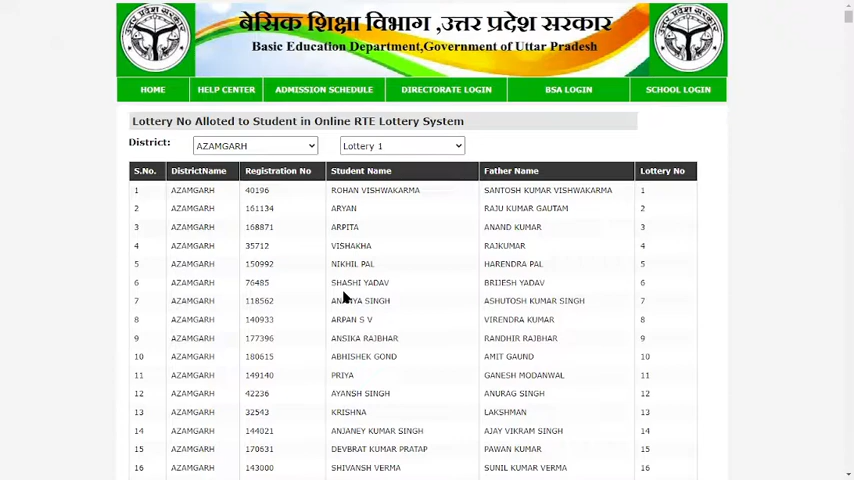 बेसिक शिक्षा विभाग ,उत्तर प्रदेश सरकार
Basic Education Department,Government of Uttar Pradesh
HOME HELP CENTER ADMISSION SCHEDULE DIRECTORATE LOGIN BSA LOGIN SCHOOL LOGIN
Lottery No Alloted to Student in Online RTE Lottery System
District: AZAMGARH Lottery 1
S.No. DistrictName Registration No Student Name Father Name Lottery No
1 AZAMGARH 40196 ROHAN VISHWAKARMA SANTOSH KUMAR VISHWAKARMA 1
2 AZAMGARH 161134 ARYAN RAJU KUMAR GAUTAM 2
3 AZAMGARH 168871 ARPITA ANAND KUMAR 3
4 AZAMGARH 35712 VISHAKHA RAJKUMAR 4
5 AZAMGARH 150992 NIKHIL PAL HARENDRA PAL 5
6 AZAMGARH 76485 SHASHI YADAV BRIJESH YADAV 6
7 AZAMGARH 118562 SINGH ASHUTOSH KUMAR SINGH 7
8 AZAMGARH 140933 ARPAN S V VIRENDRA KUMAR 8
9 AZAMGARH 177396 ANSIKA RAJBHAR RANDHIR RAJBHAR 9
10 AZAMGARH 180615 ABHISHEK GOND AMIT GAUND 10
11 AZAMGARH 149140 PRIYA GANESH MODANWAL 11
12 AZAMGARH 42236 AYANSH SINGH ANURAG SINGH 12
13 AZAMGARH 32543 KRISHNA LAKSHMAN 13
14 AZAMGARH 144021 ANJANEY KUMAR SINGH AJAY VIKRAM SINGH 14
15 AZAMGARH 170631 DEVBRAT KUMAR PRATAP PAWAN KUMAR 15
16 AZAMGARH 143000 SHIVANSH VERMA SUNIL KUMAR VERMA 16